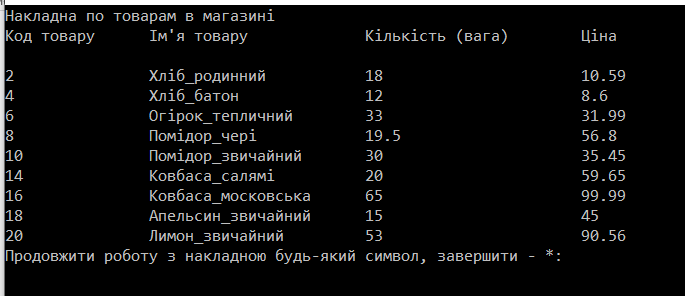 Накладна по товарам в магазині
Код товару Ім'я товару Кількість (вага) Ціна
2 Хліб_родинний 18 10.59
4 Хліб_батон 12 8.6
6 Огірок_тепличний 33 31.99
8 Помідор_чері 19.5 56.8
10 Помідор_звичайний 30 35.45
14 Ковбаса_салямі 20 59.65
16 Ковбаса_московська 65 99.99
18 Апельсин_звичайний 15 45
20 Лимон_звичайний 53 90.56
Продовжити роботу з накладною будь-який символ, завершити - *: